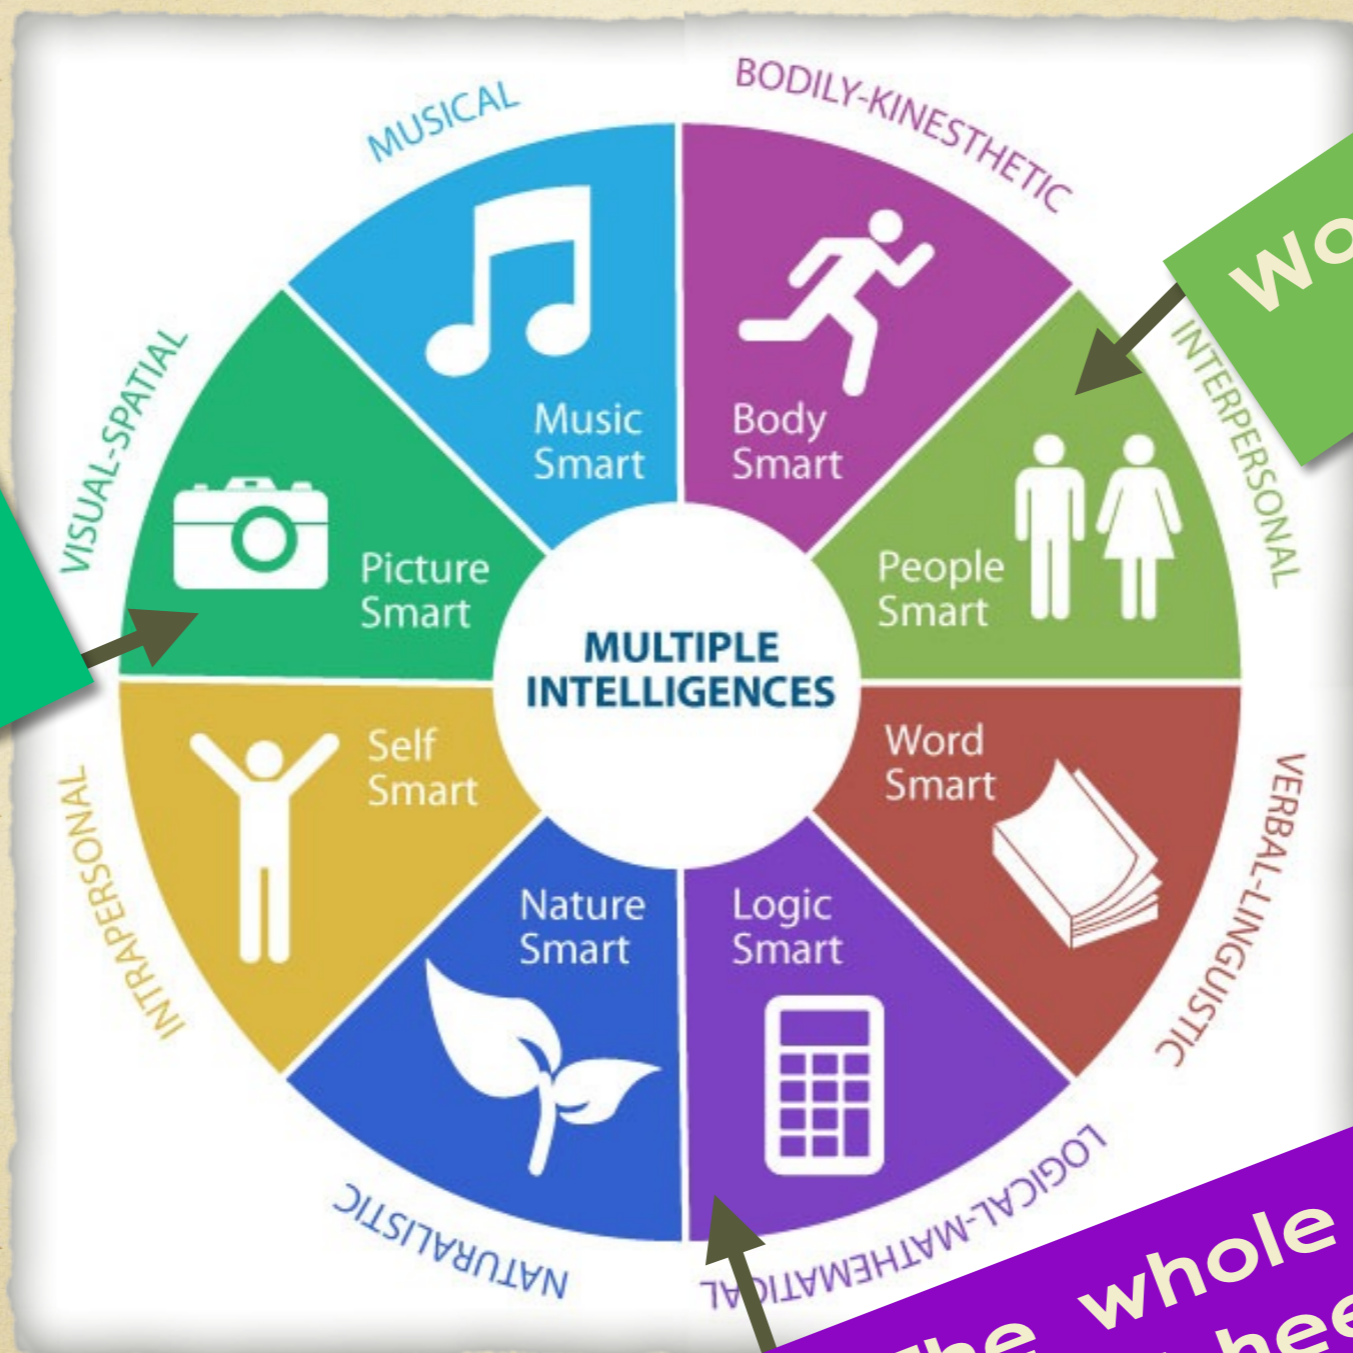 MUSICAL
BODILY-KINESTHETIC
VISUAL-SPATIAL
INTERPERSONAL
Music
Smart
Body
Smart
Picture
Smart
People
Smart
MULTIPLE
INTELLIGENCES
Self
Smart
Word
Smart
Nature
Smart
Logic
Smart
INTRAPERSONAL
VERBAL-LINGUISTIC
NATURALISTIC
LOGICAL-MATHEMATICAL
whole